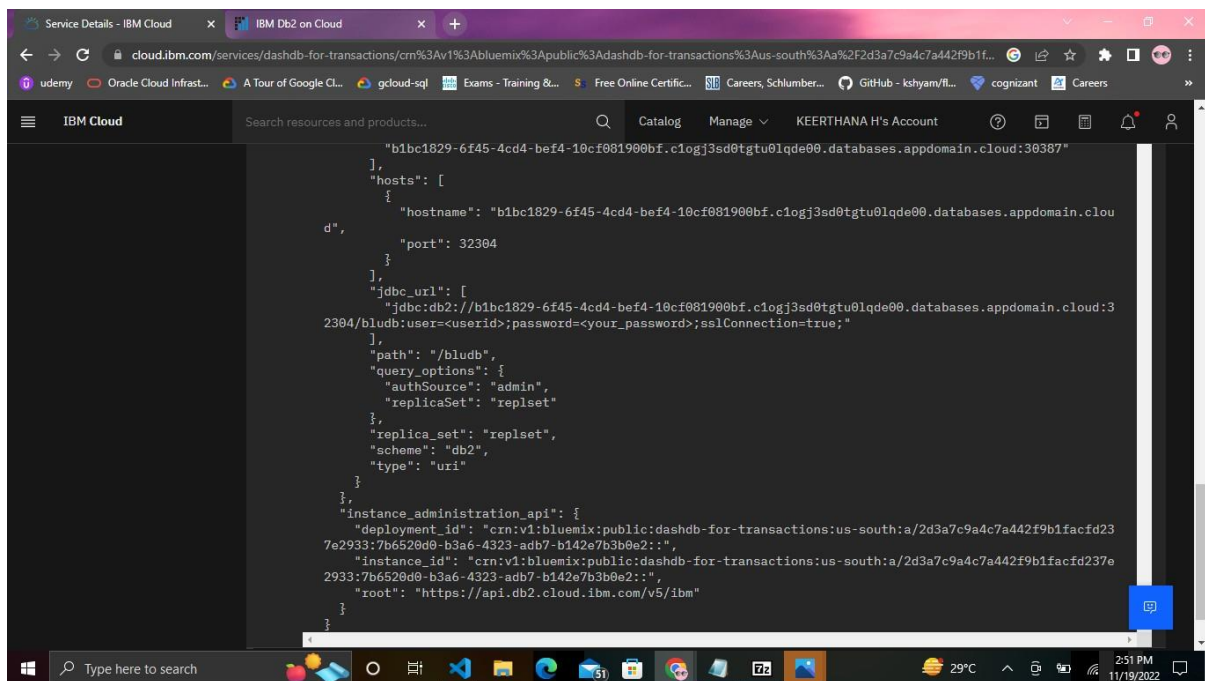 Service Details - IBM Cloud
IBM Db2 on Cloud
cloud.ibm.com/services/dashdb-for-transactions/crn%3Av1%3Abluemix%3Apublic%3Adashdb-for-transactions%3Aus-south%3Aa%2F2d3a7c9a4c7a442f9b1f...
udemy Oracle Cloud Infrast... A Tour of Google Cl... gcloud-sql Exams - Training &... Free Online Certific... Careers, Schlumber... GitHub - kshyam/fl... cognizant Careers »
IBM Cloud Search resources and products... Catalog Manage KEERTHANA H's Account
"b1bc1829-6f45-4cd4-bef4-10cf081900bf.c1ogj3sd0tgtu0lqde00.databases.appdomain.cloud:30387"
],
"hosts": [
{
"hostname": "b1bc1829-6f45-4cd4-bef4-10cf081900bf.c1ogj3sd0tgtu0lqde00.databases.appdomain.clou
d",
"port": 32304
}
],
"jdbc_url": [
"jdbc:db2://b1bc1829-6f45-4cd4-bef4-10cf081900bf.c1ogj3sd0tgtu0lqde00.databases.appdomain.cloud:3
2304/bludb:user=<userid>;password=<your_password>;sslConnection=true;"
],
"path": "/bludb",
"query_options": {
"authSource": "admin",
"replicaSet": "replset"
},
"replica_set": "replset",
"scheme": "db2",
"type": "uri"
}
},
"instance_administration_api": {
"deployment_id": "crn:v1:bluemix:public:dashdb-for-transactions:us-south:a/2d3a7c9a4c7a442f9b1facfd23
7e2933:7b6520d0-b3a6-4323-adb7-b142e7b3b0e2::",
"instance_id": "crn:v1:bluemix:public:dashdb-for-transactions:us-south:a/2d3a7c9a4c7a442f9b1facfd237e
2933:7b6520d0-b3a6-4323-adb7-b142e7b3b0e2::",
"root": "https://api.db2.cloud.ibm.com/v5/ibm"
}
}
Type here to search
51
7z
29°C
2:51 PM
11/19/2022